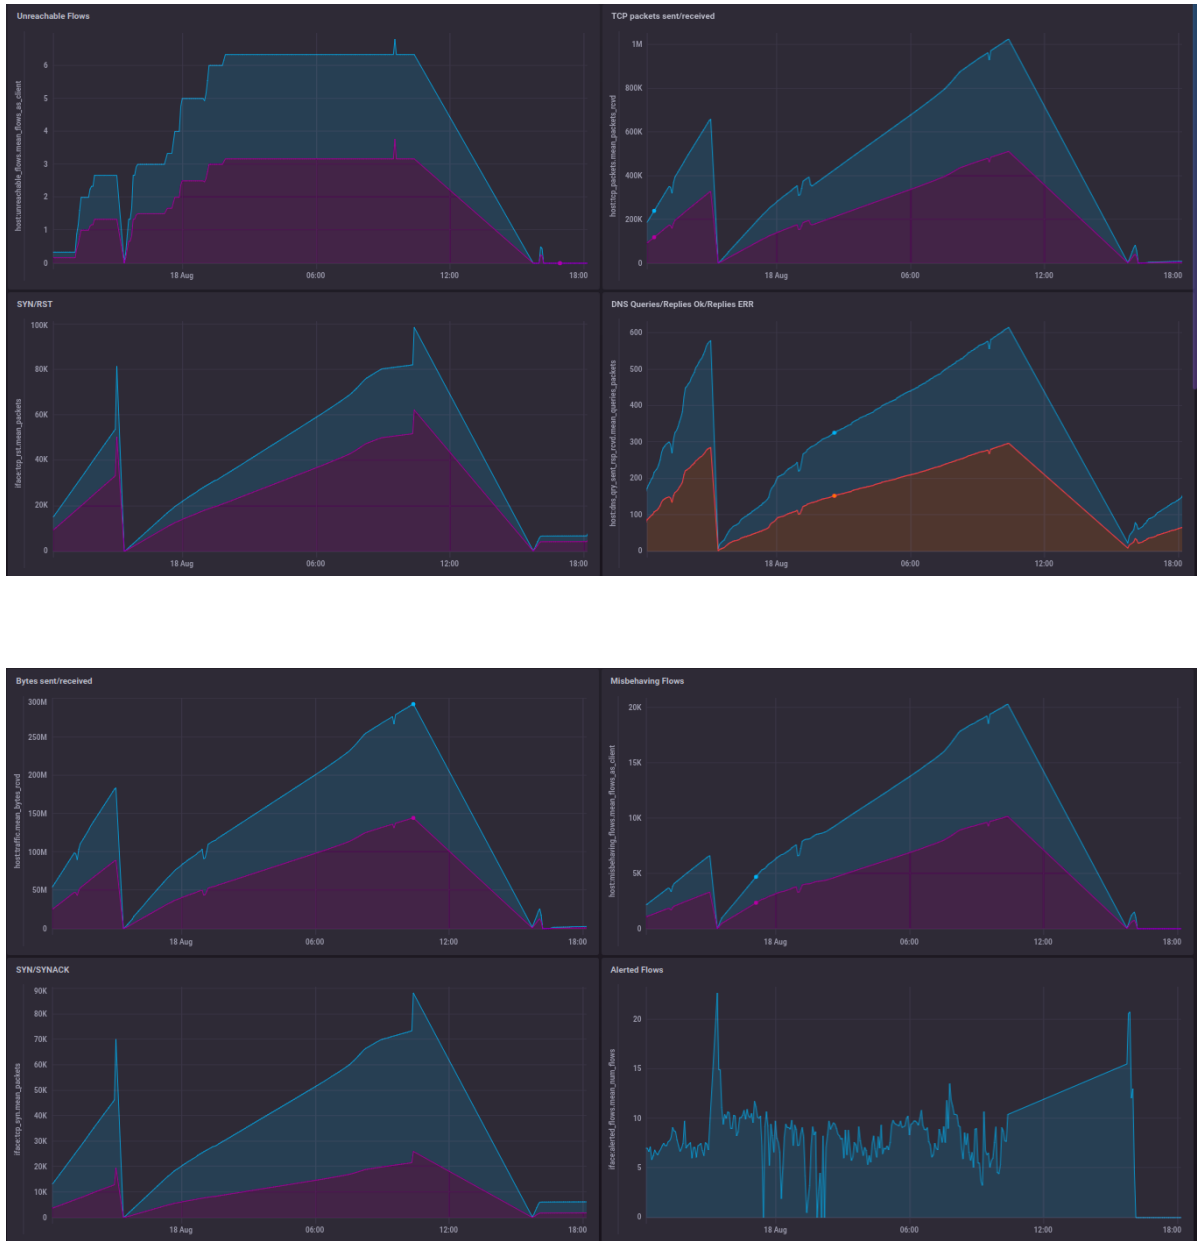 Unreachable Flows
host:unreachable_flows.mean_flows_as_client
6
5
4
3
2
1
0
18 Aug 06:00 12:00 18:00
TCP packets sent/received
host:tcp_packets.mean_packets_rcvd
1M
800K
600K
400K
200K
0
18 Aug 06:00 12:00 18:00
SYN/RST
iface:tcp_rst.mean_packets
100K
80K
60K
40K
20K
0
18 Aug 06:00 12:00 18:00
DNS Queries/Replies Ok/Replies ERR
host:dns_qry_sent_rsp_rcvd.mean_queries_packets
600
500
400
300
200
100
0
18 Aug 06:00 12:00 18:00
Bytes sent/received
host:traffic.mean_bytes_rcvd
300M
250M
200M
150M
100M
50M
0
18 Aug 06:00 12:00 18:00
Misbehaving Flows
host:misbehaving_flows.mean_flows_as_client
20K
15K
10K
5K
0
18 Aug 06:00 12:00 18:00
SYN/SYNACK
iface:tcp_syn.mean_packets
90K
80K
70K
60K
50K
40K
30K
20K
10K
0
18 Aug 06:00 12:00 18:00
Alerted Flows
iface:alerted_flows.mean_num_flows
20
15
10
5
0
18 Aug 06:00 12:00 18:00